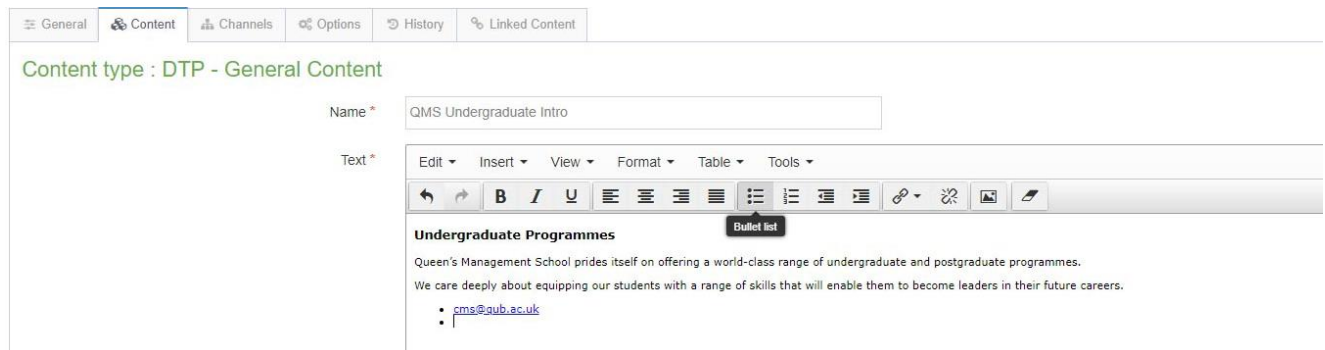 General Content Channels Options History Linked Content
Content type : DTP - General Content
Name * QMS Undergraduate Intro
Text * Edit Insert View Format Table Tools
B I U
Bullet list
Undergraduate Programmes
Queen's Management School prides itself on offering a world-class range of undergraduate and postgraduate programmes.
We care deeply about equipping our students with a range of skills that will enable them to become leaders in their future careers.
• cms@qub.ac.uk
•